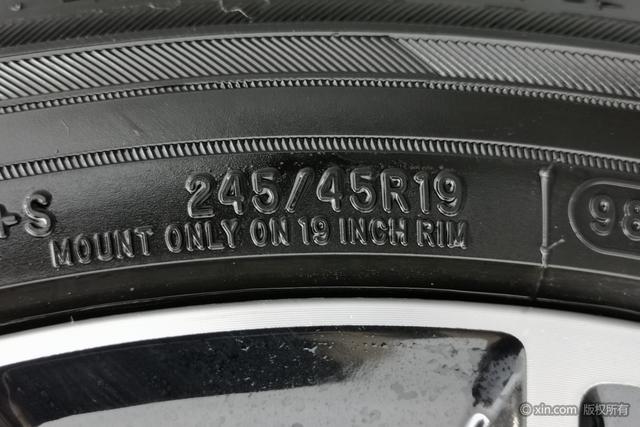 245/45R19
+S
98
MOUNT ONLY ON 19 INCH RIM
©xin.com 版权所有